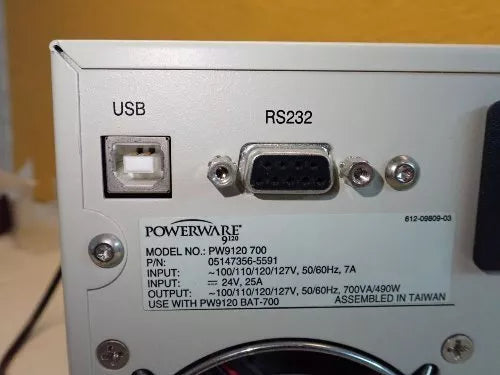 USB
RS232
612-09809-03
POWERWARE®
9120
MODEL NO.: PW9120 700
P/N: 05147356-5591
INPUT: ~100/110/120/127V, 50/60Hz, 7A
INPUT: ⎓ 24V, 25A
OUTPUT: ~100/110/120/127V, 50/60Hz, 700VA/490W
USE WITH PW9120 BAT-700 ASSEMBLED IN TAIWAN